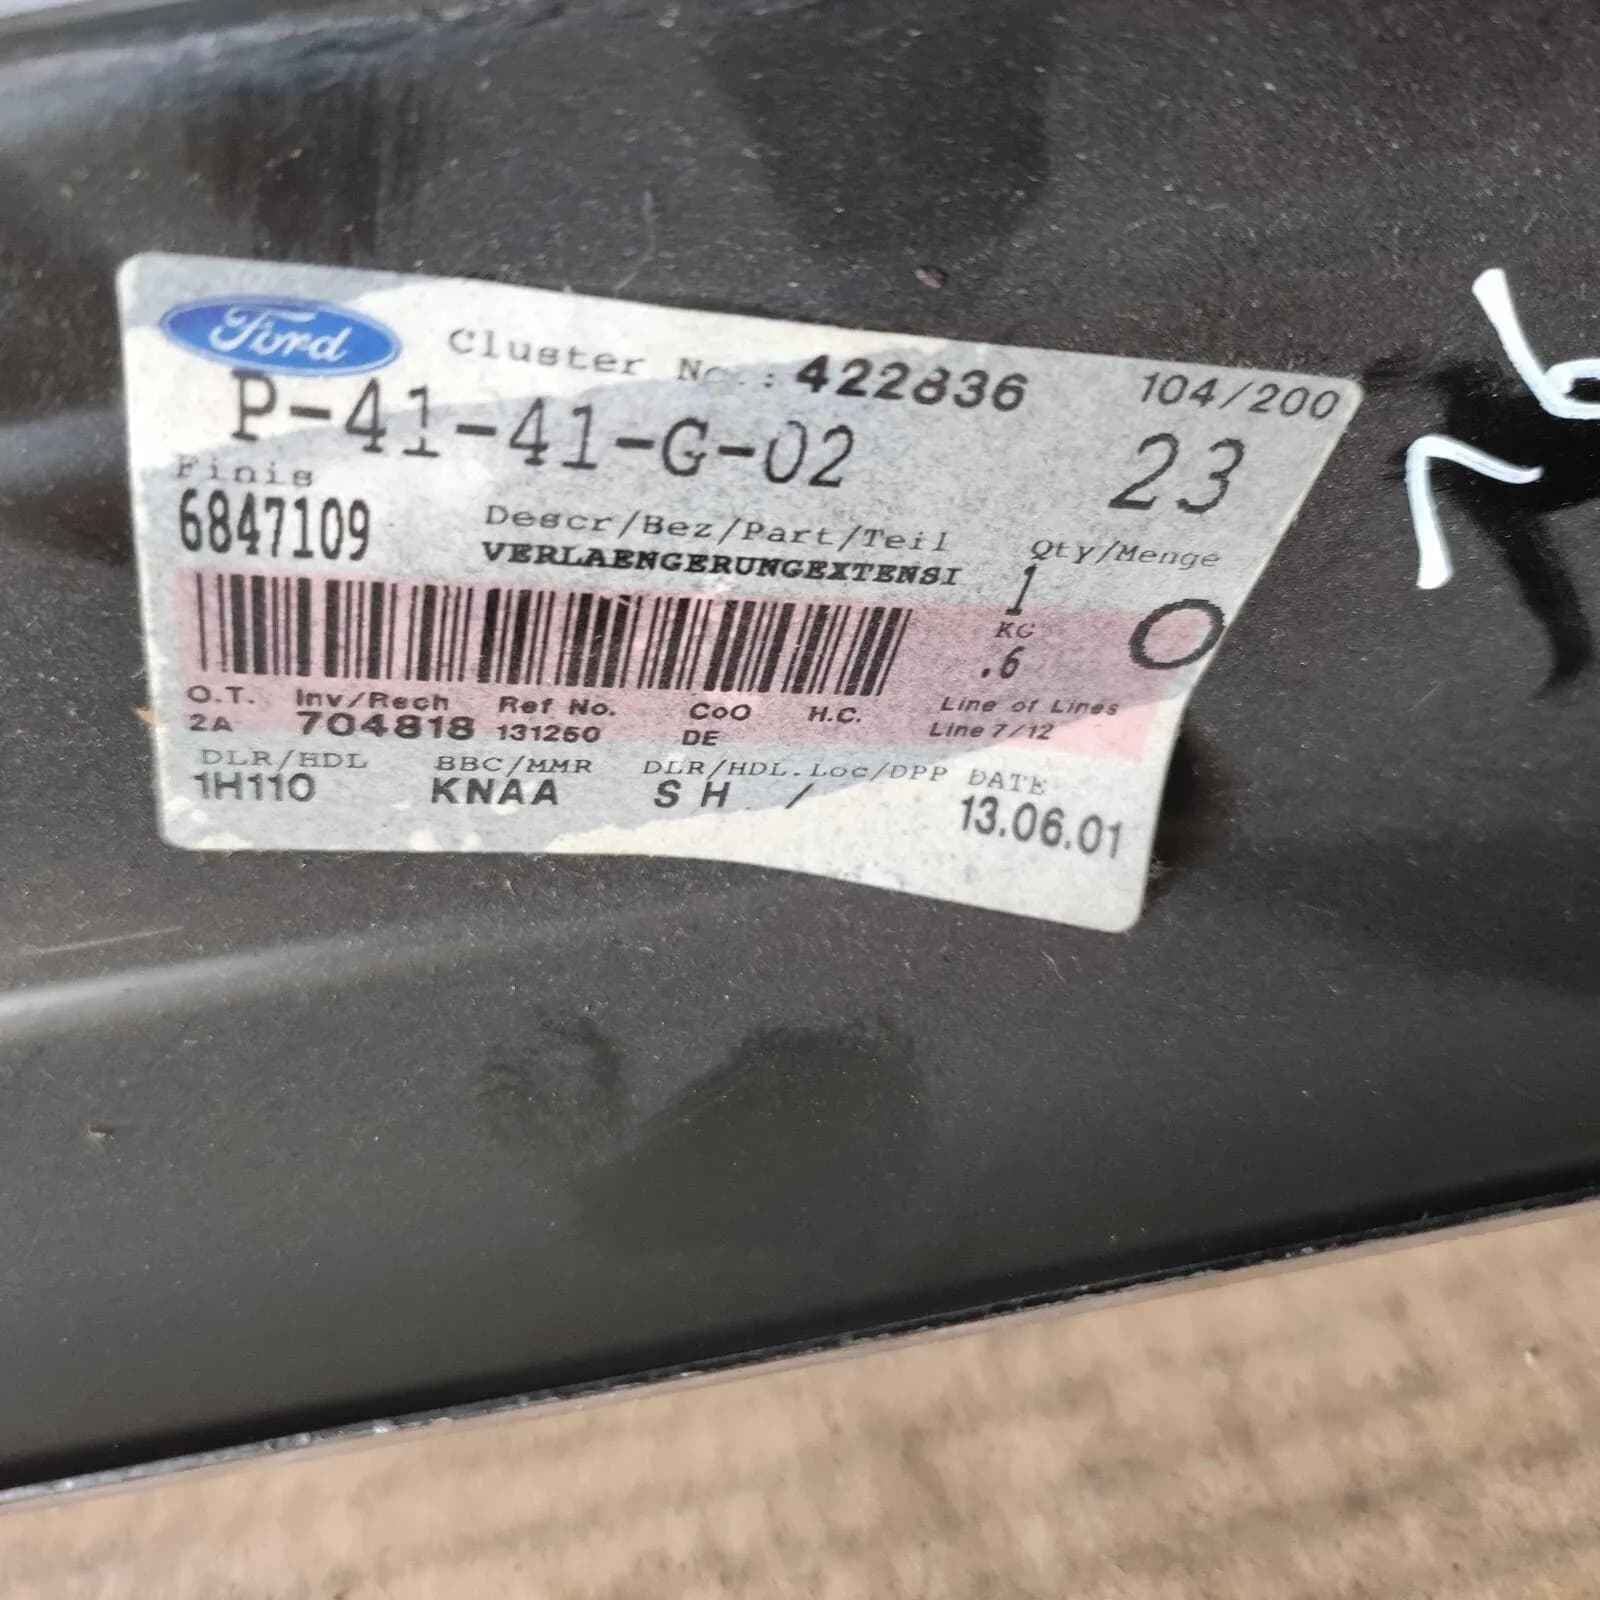 Ford
Cluster No.: 422836 104/200
P-41-41-G-02 23
Finis
6847109
Descr/Bez/Part/Teil Qty/Menge
VERLAENGERUNGEXTENSI 1
KG
.6
O.T. Inv/Rech Ref No. CoO H.C. Line of Lines
2A 704818 131250 DE Line 7/12
DLR/HDL BBC/MMR DLR/HDL.Loc/DPP DATE
1H110 KNAA S H / 13.06.01